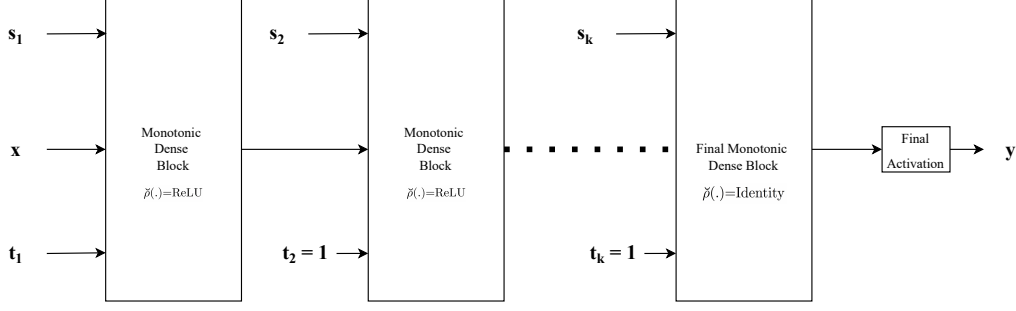 s1
s2
sk
x
Monotonic
Dense
Block
ρ̆(.)=ReLU
Monotonic
Dense
Block
ρ̆(.)=ReLU
Final Monotonic
Dense Block
ρ̆(.)=Identity
Final
Activation
y
t1
t2 = 1
tk = 1